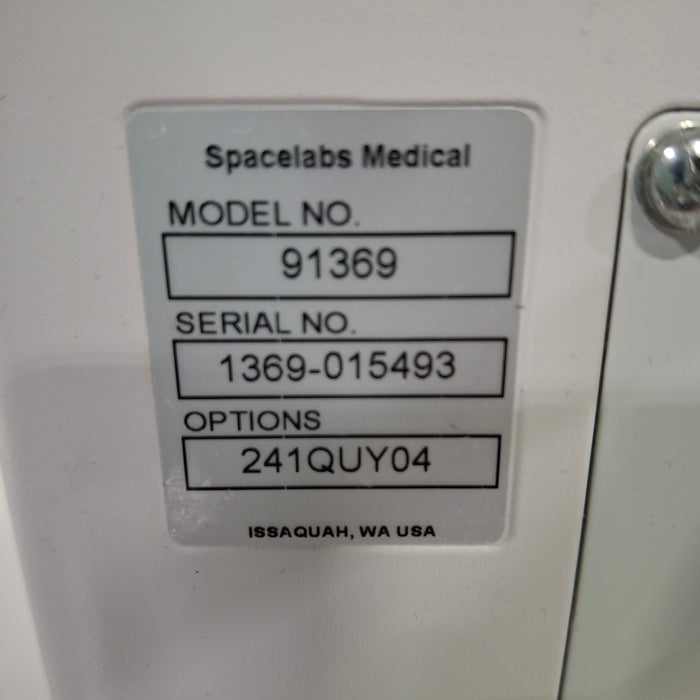 Spacelabs Medical
MODEL NO.
91369
SERIAL NO.
1369-015493
OPTIONS
241QUY04
ISSAQUAH, WA USA